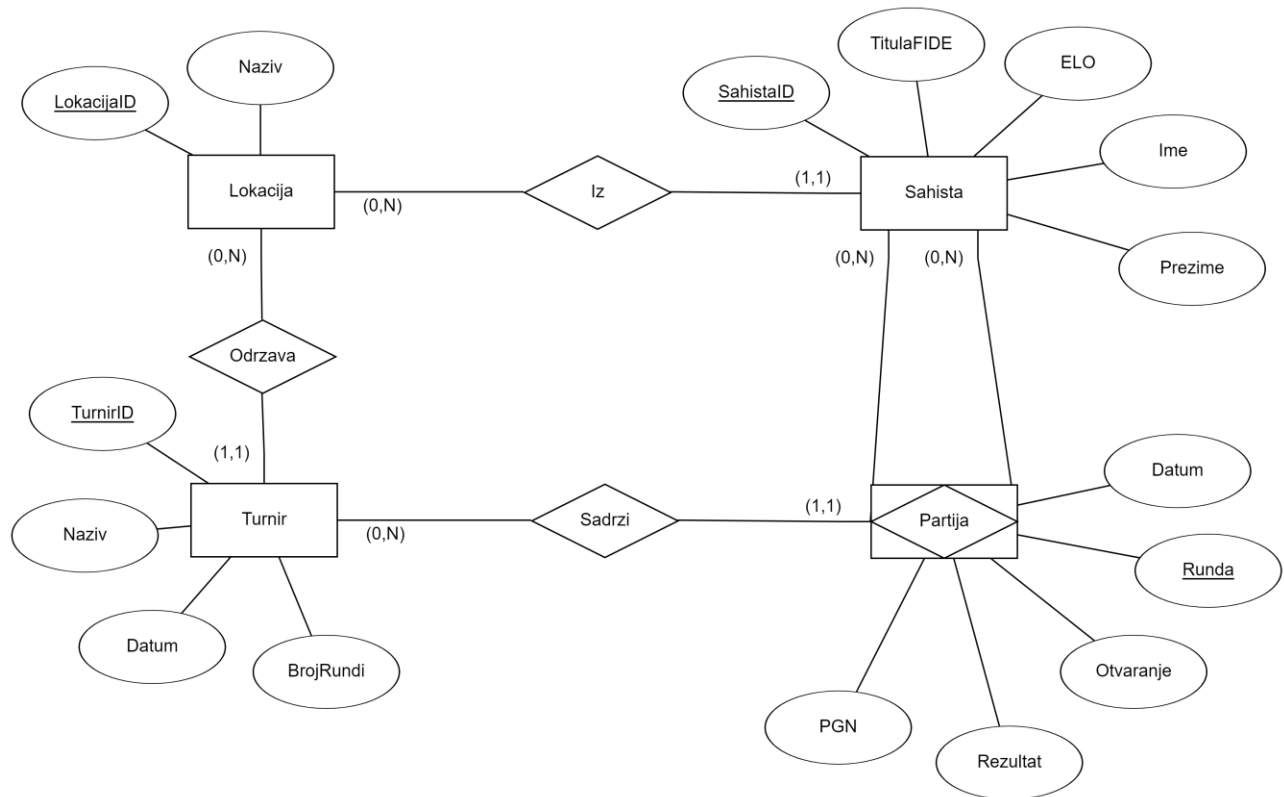 TitulaFIDE
Naziv
ELO
LokacijaID
SahistaID
Ime
Lokacija
Iz
Sahista
(0,N)
(1,1)
(0,N)
(0,N)
(0,N)
Prezime
Odrzava
TurnirID
(1,1)
Datum
Turnir
Sadrzi
Partija
(0,N)
(1,1)
Naziv
Runda
Datum
BrojRundi
Otvaranje
PGN
Rezultat